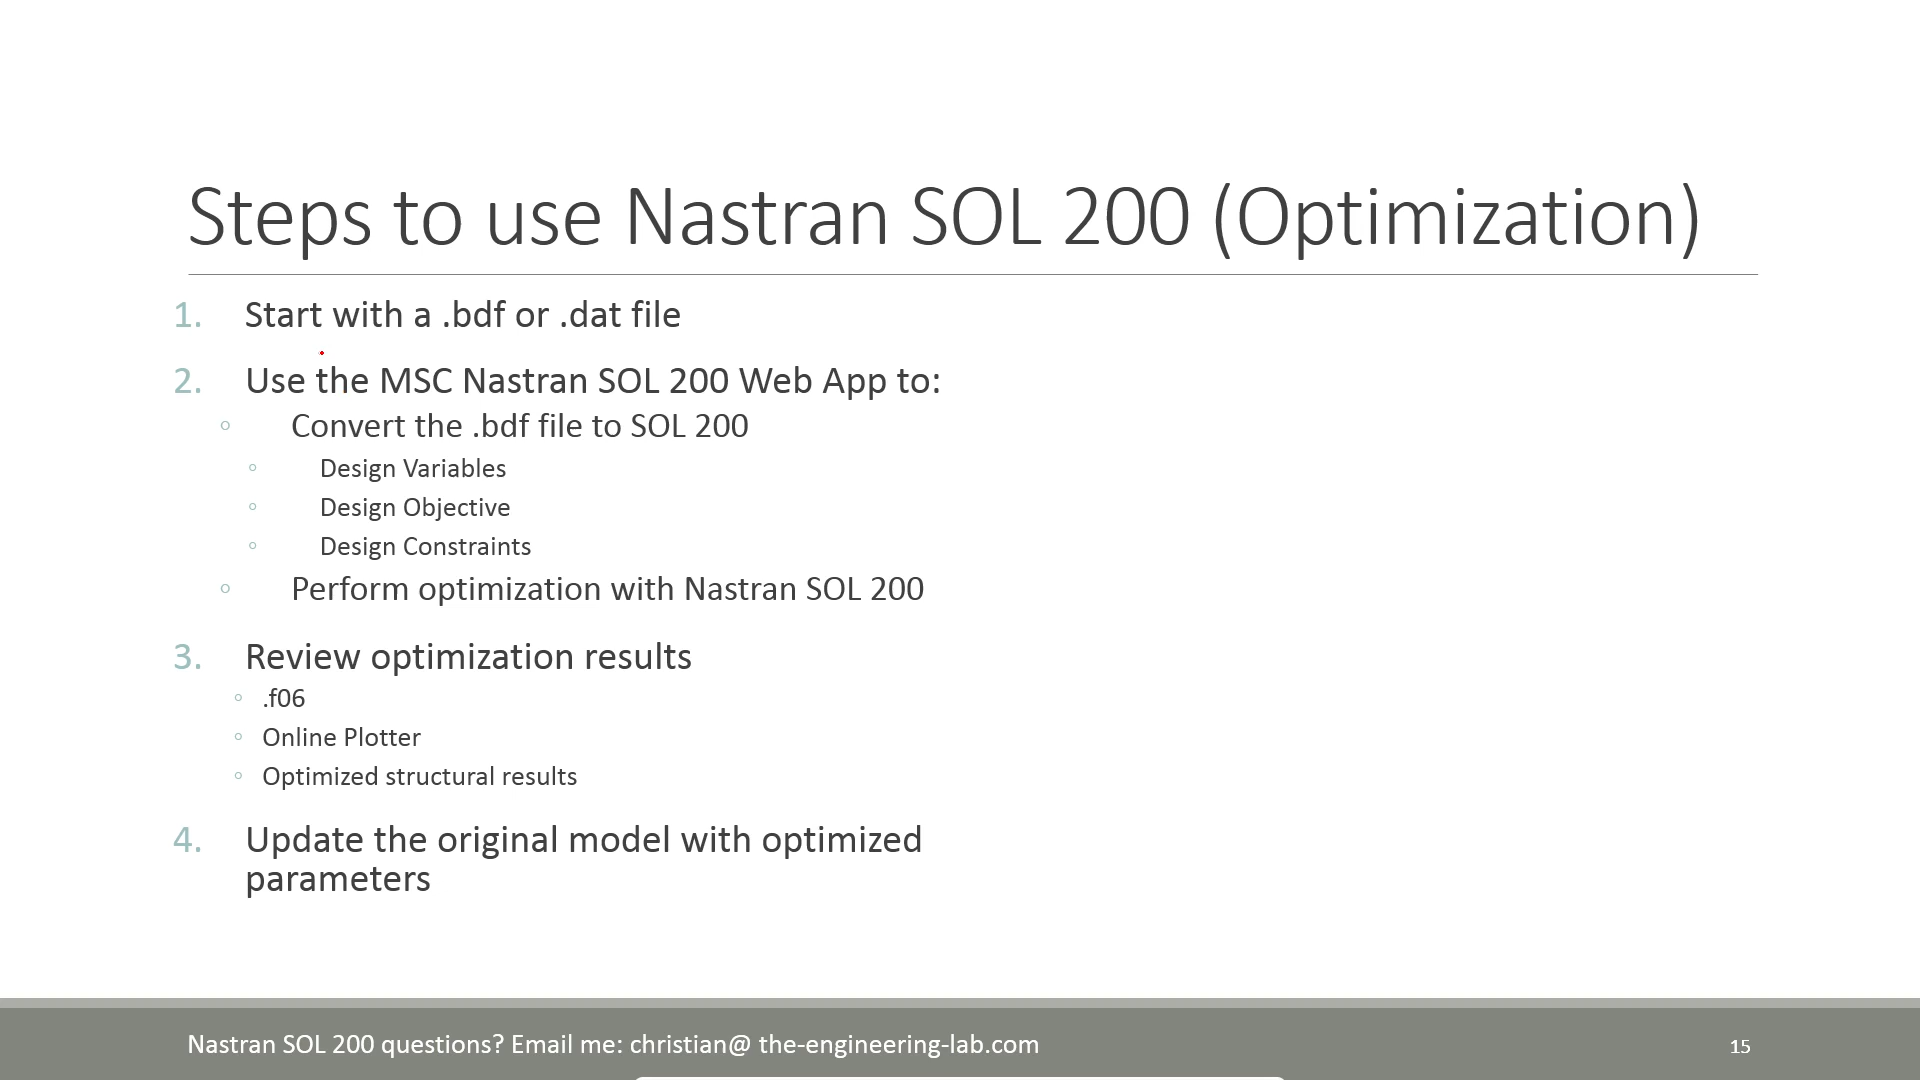 Steps to use Nastran SOL 200 (Optimization)
1. Start with a .bdf or .dat file
2. Use the MSC Nastran SOL 200 Web App to:
◦ Convert the .bdf file to SOL 200
◦ Design Variables
◦ Design Objective
◦ Design Constraints
◦ Perform optimization with Nastran SOL 200
3. Review optimization results
◦ .f06
◦ Online Plotter
◦ Optimized structural results
4. Update the original model with optimized
parameters
Nastran SOL 200 questions? Email me: christian@ the-engineering-lab.com
15